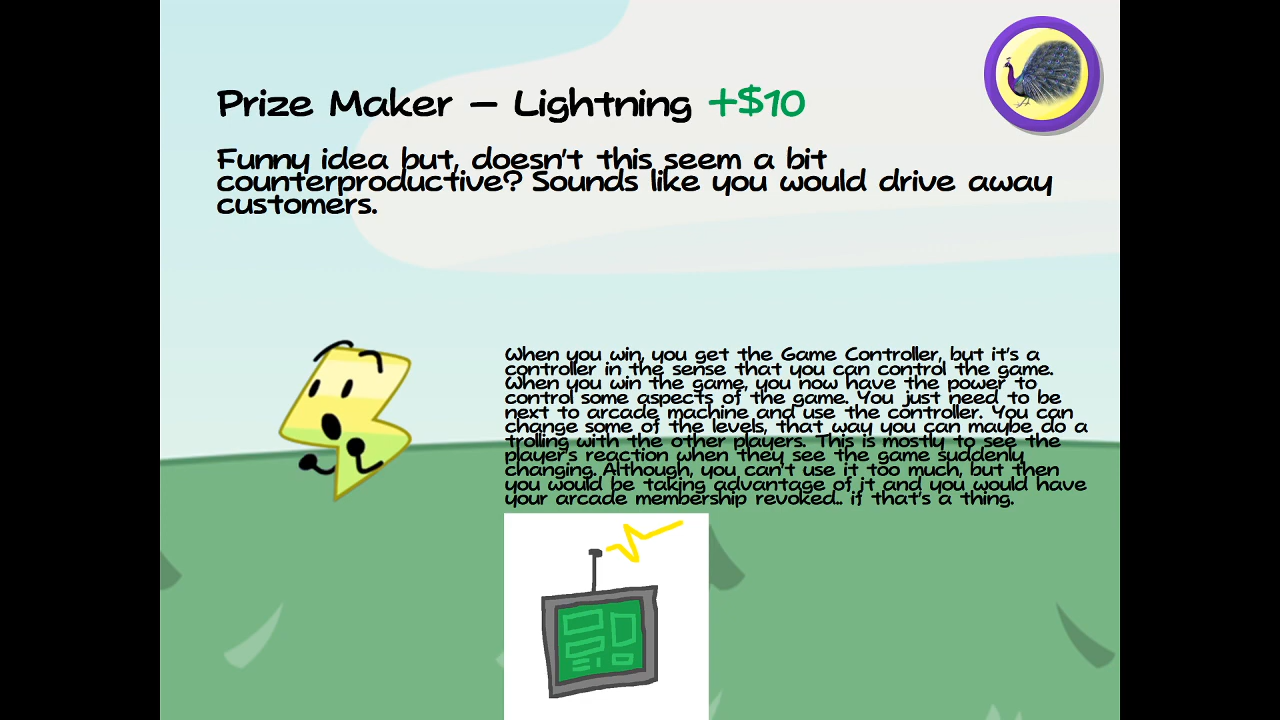 Prize Maker – Lightning +$10
Funny idea but, doesn't this seem a bit
counterproductive? Sounds like you would drive away
customers.
When you win, you get the Game Controller, but it's a
controller in the sense that you can control the game.
When you win the game, you now have the power to
control some aspects of the game. You just need to be
next to arcade machine and use the controller. You can
change some of the levels, that way you can maybe do a
trolling with the other players. This is mostly to see the
player's reaction when they see the game suddenly
changing. Although, you can't use it too much, but then
you would be taking advantage of it and you would have
your arcade membership revoked.. if that's a thing.